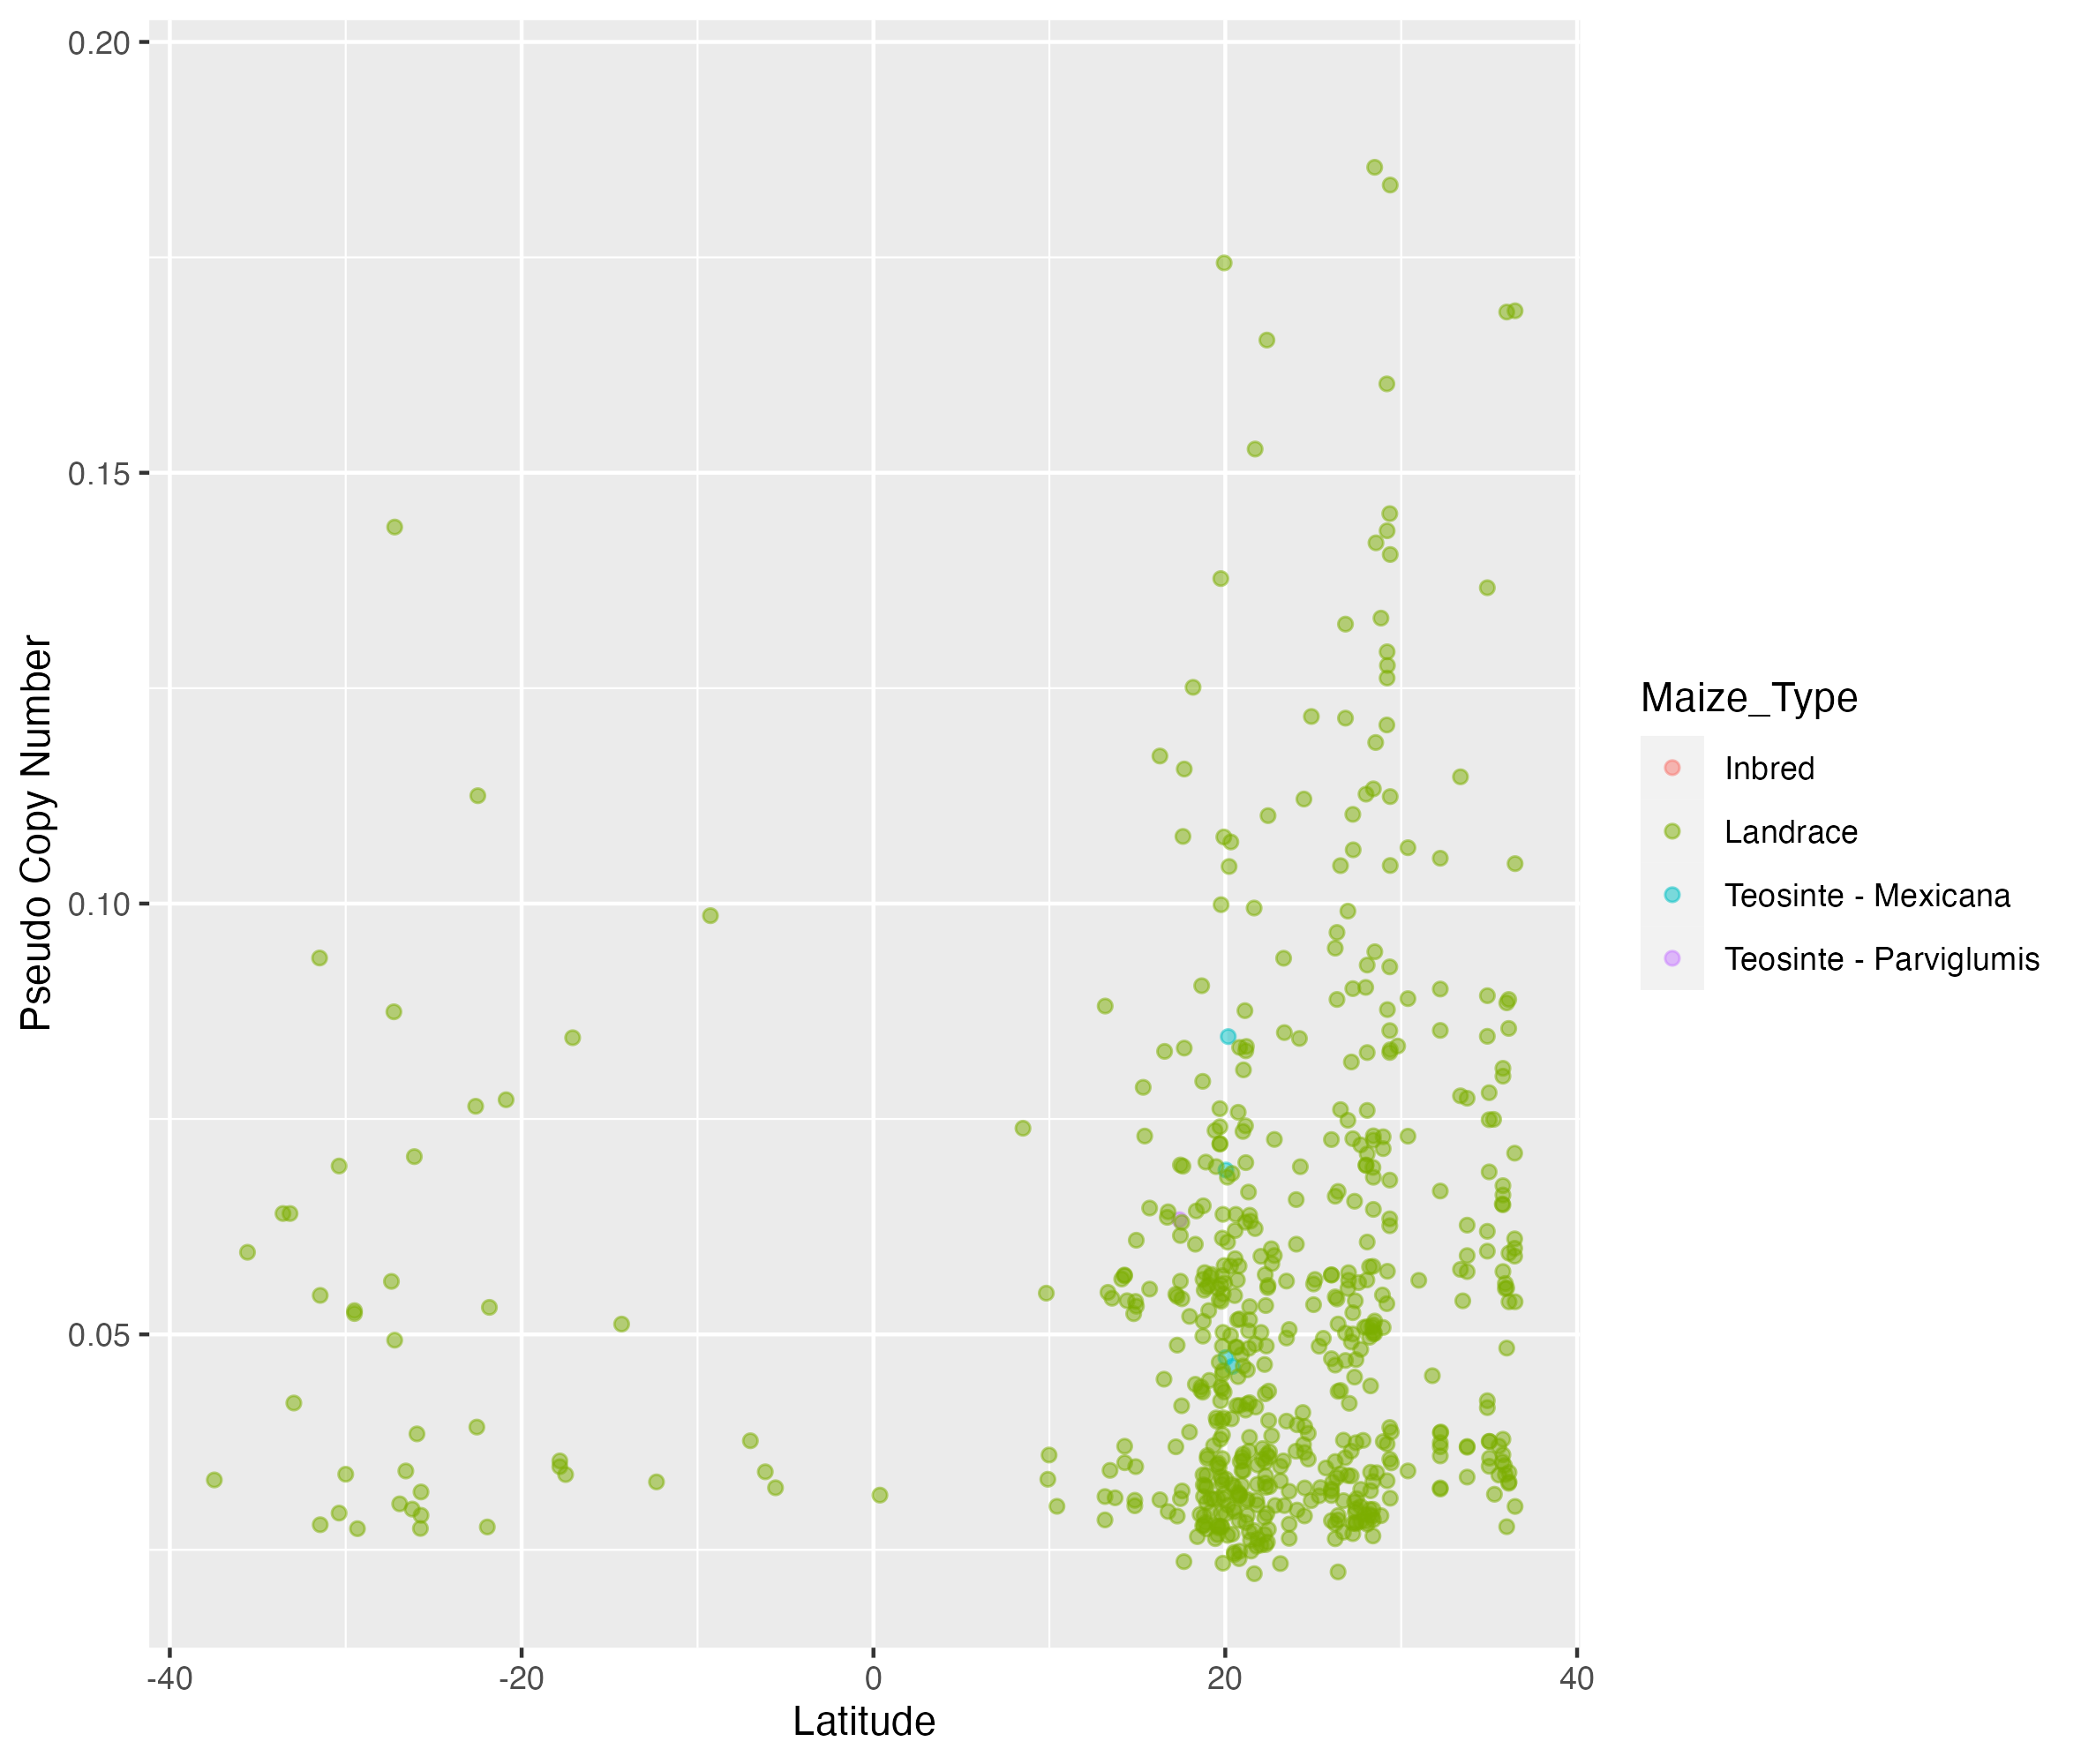 0.20
0.15
0.10
0.05
Pseudo Copy Number
-40
-20
0
20
40
Latitude
Maize_Type
Inbred
Landrace
Teosinte - Mexicana
Teosinte - Parviglumis